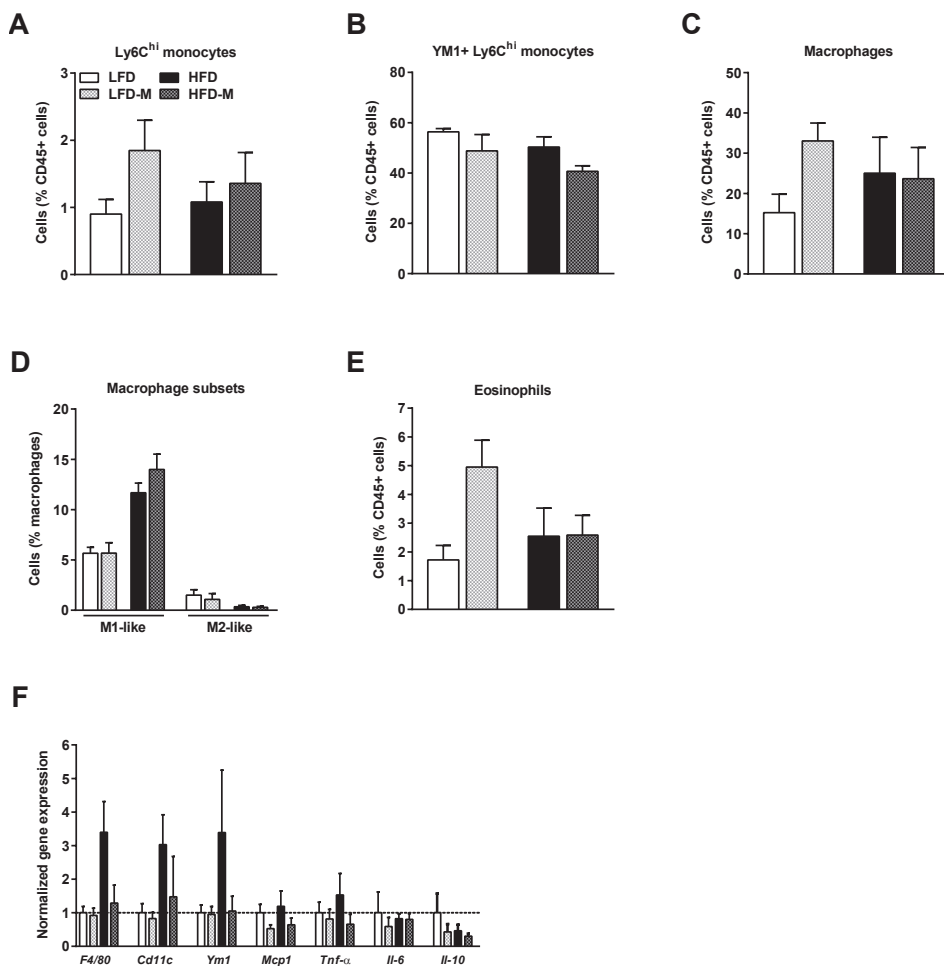 A
Ly6Chi monocytes
Cells (% CD45+ cells)
3
2
1
0
LFD
HFD
LFD-M
HFD-M
B
YM1+ Ly6Chi monocytes
Cells (% CD45+ cells)
80
60
40
20
0
C
Macrophages
Cells (% CD45+ cells)
50
40
30
20
10
0
D
Macrophage subsets
Cells (% macrophages)
20
15
10
5
0
M1-like
M2-like
E
Eosinophils
Cells (% CD45+ cells)
7
6
5
4
3
2
1
0
F
Normalized gene expression
6
5
4
3
2
1
0
F4/80
Cd11c
Ym1
Mcp1
Tnf-α
Il-6
Il-10